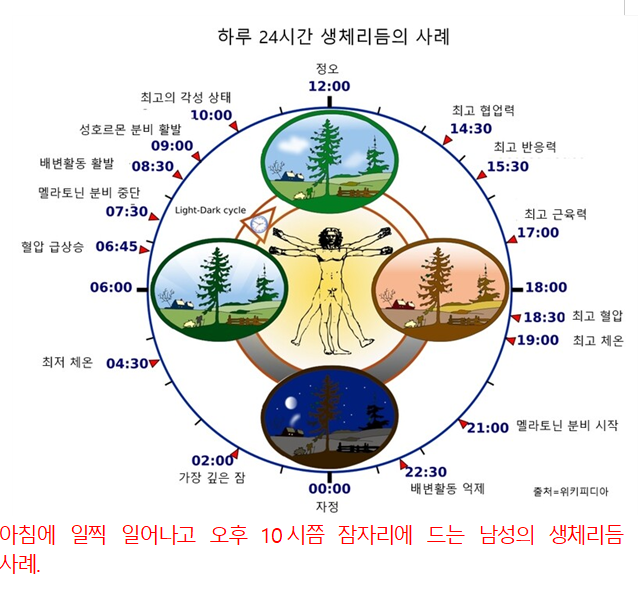 하루 24시간 생체리듬의 사례
정오
12:00
최고의 각성 상태
10:00
최고 협업력
14:30
성호르몬 분비 활발
09:00
최고 반응력
15:30
배변활동 활발
08:30
멜라토닌 분비 중단
07:30
Light-Dark cycle
최고 근육력
17:00
혈압 급상승 06:45
06:00
18:00
18:30 최고 혈압
19:00 최고 체온
최저 체온 04:30
21:00 멜라토닌 분비 시작
02:00
가장 깊은 잠
22:30
배변활동 억제
00:00
자정
출처=위키피디아
아침에 일찍 일어나고 오후 10시쯤 잠자리에 드는 남성의 생체리듬
사례.